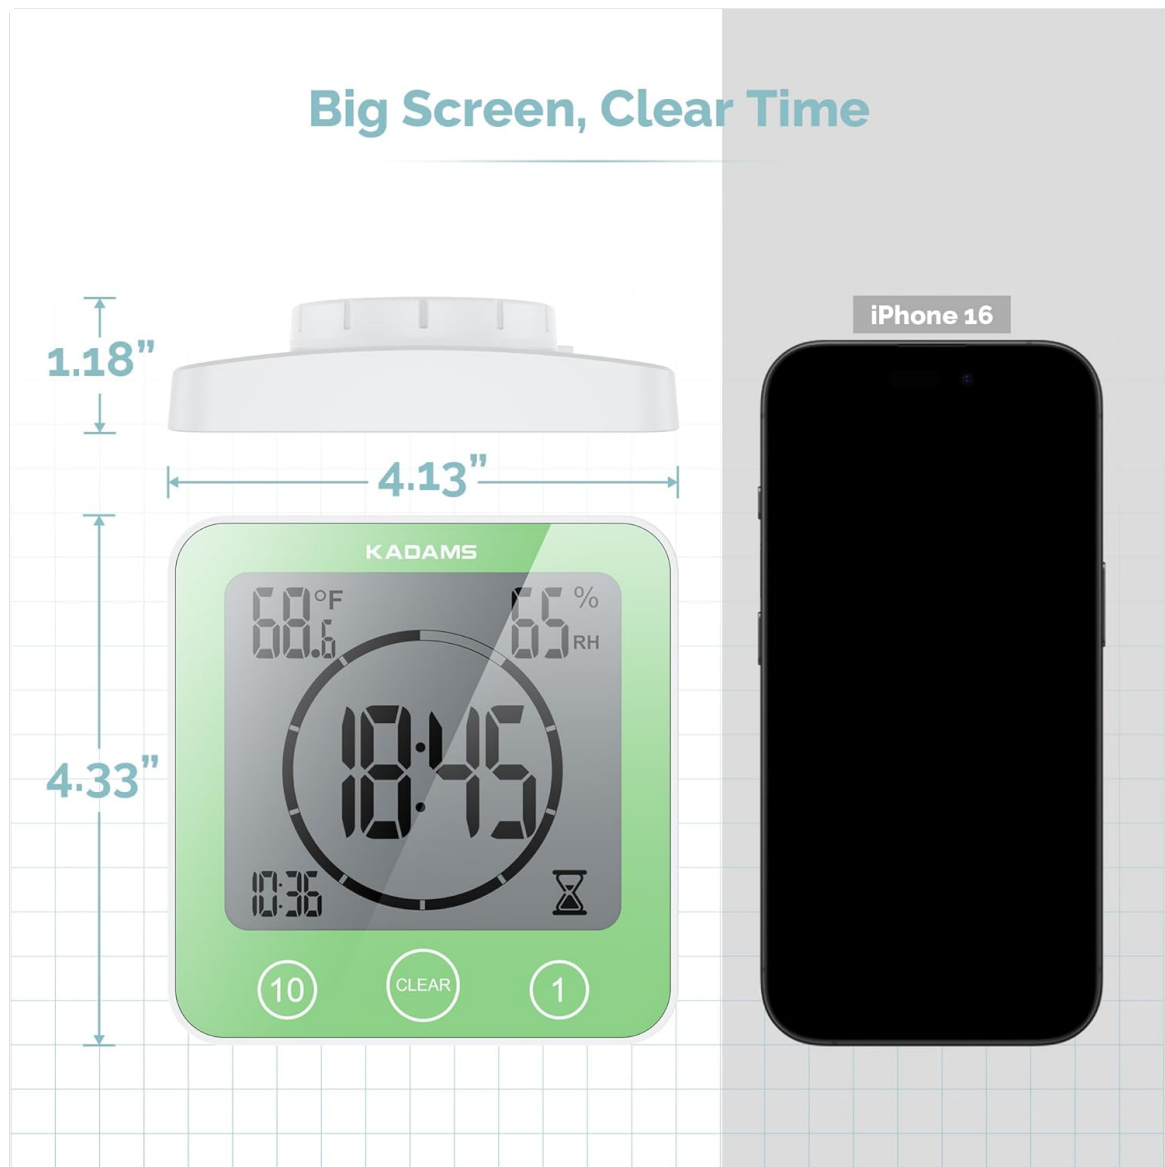 Big Screen, Clear Time
iPhone 16
1.18”
4.13”
4.33”
KADAMS
68.6 °F
65 % RH
18:45
10:36
10
CLEAR
1